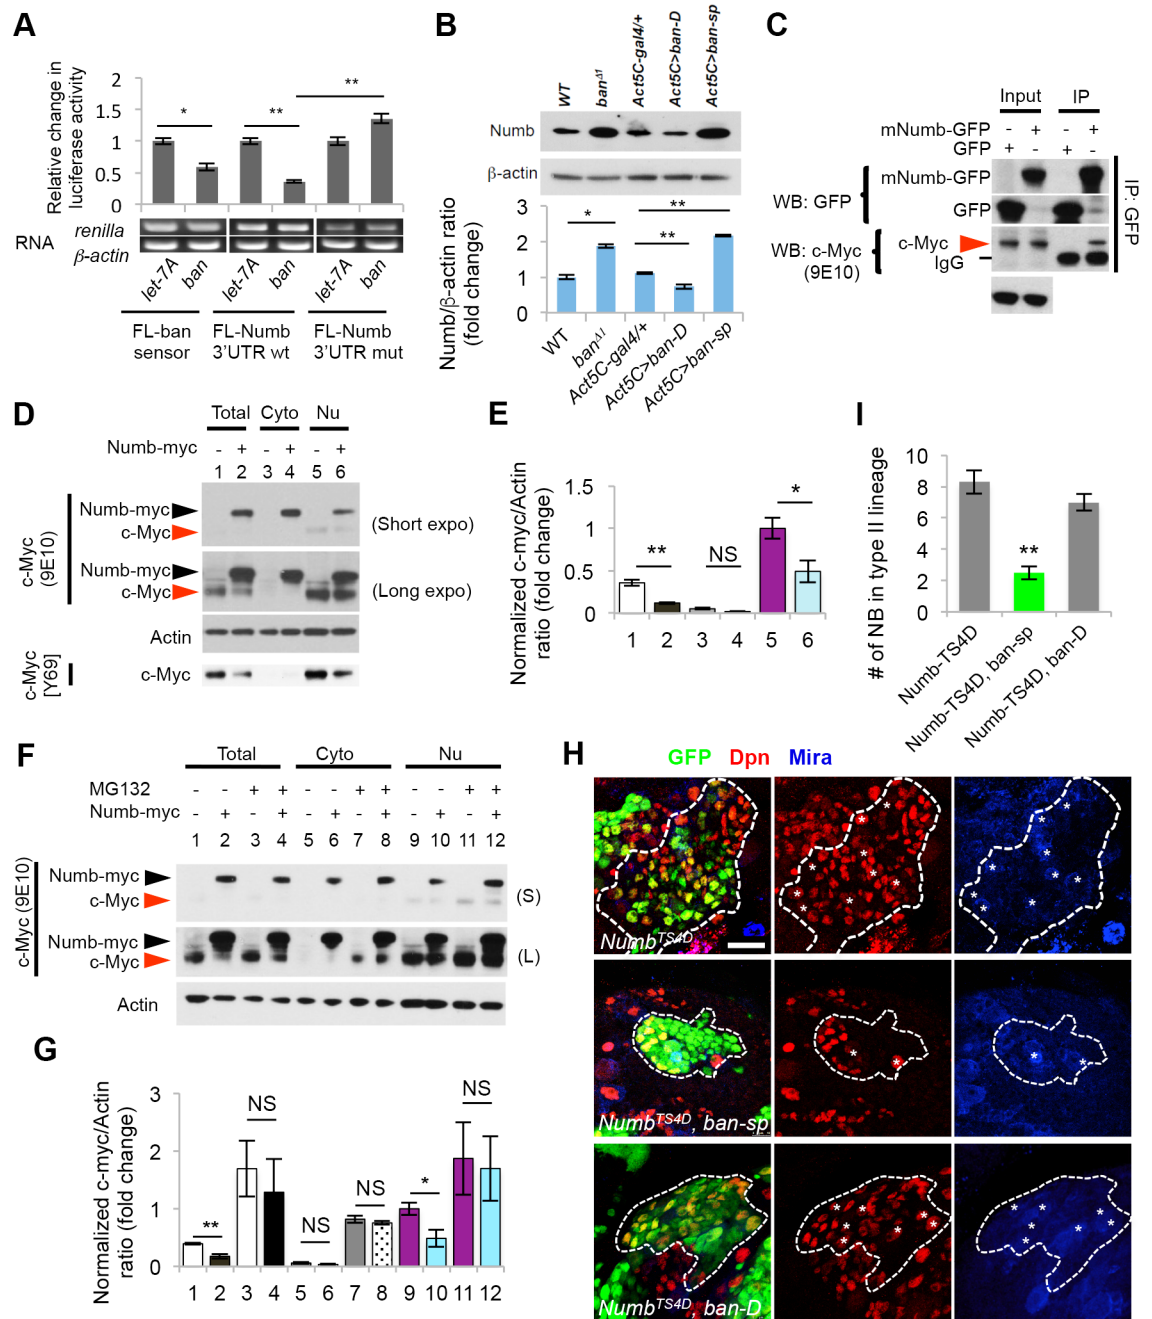 A
Relative change in
luciferase activity
2
1.5
1
0.5
0
*
**
**
RNA
renilla
β-actin
let-7A
ban
let-7A
ban
let-7A
ban
FL-ban
sensor
FL-Numb
3'UTR wt
FL-Numb
3'UTR mut
B
WT
banΔ1
Act5C-gal4/+
Act5C>ban-D
Act5C>ban-sp
Numb
β-actin
Numb/β-actin ratio
(fold change)
3
2
1
0
*
**
**
WT
banΔ1
Act5C-gal4/+
Act5C>ban-D
Act5C>ban-sp
C
Input IP
mNumb-GFP - + - +
GFP + - + -
WB: GFP
mNumb-GFP
GFP
WB: c-Myc
(9E10)
c-Myc
IgG
IP: GFP
D
Total Cyto Nu
Numb-myc - + - + - +
1 2 3 4 5 6
c-Myc
(9E10)
Numb-myc
c-Myc
(Short expo)
Numb-myc
c-Myc
(Long expo)
Actin
c-Myc
[Y69]
c-Myc
E
Normalized c-myc/Actin
ratio (fold change)
1.5
1
0.5
0
**
NS
*
1 2 3 4 5 6
I
# of NB in type II lineage
10
8
6
4
2
0
**
Numb-TS4D
Numb-TS4D, ban-sp
Numb-TS4D, ban-D
F
Total Cyto Nu
MG132 - - + + - - + + - - + +
Numb-myc - + - + - + - + - + - +
1 2 3 4 5 6 7 8 9 10 11 12
c-Myc (9E10)
Numb-myc
c-Myc
(S)
Numb-myc
c-Myc
(L)
Actin
G
Normalized c-myc/Actin
ratio (fold change)
3
2
1
0
**
NS
NS
NS
*
NS
1 2 3 4 5 6 7 8 9 10 11 12
H
GFP Dpn Mira
NumbTS4D
NumbTS4D, ban-sp
NumbTS4D, ban-D